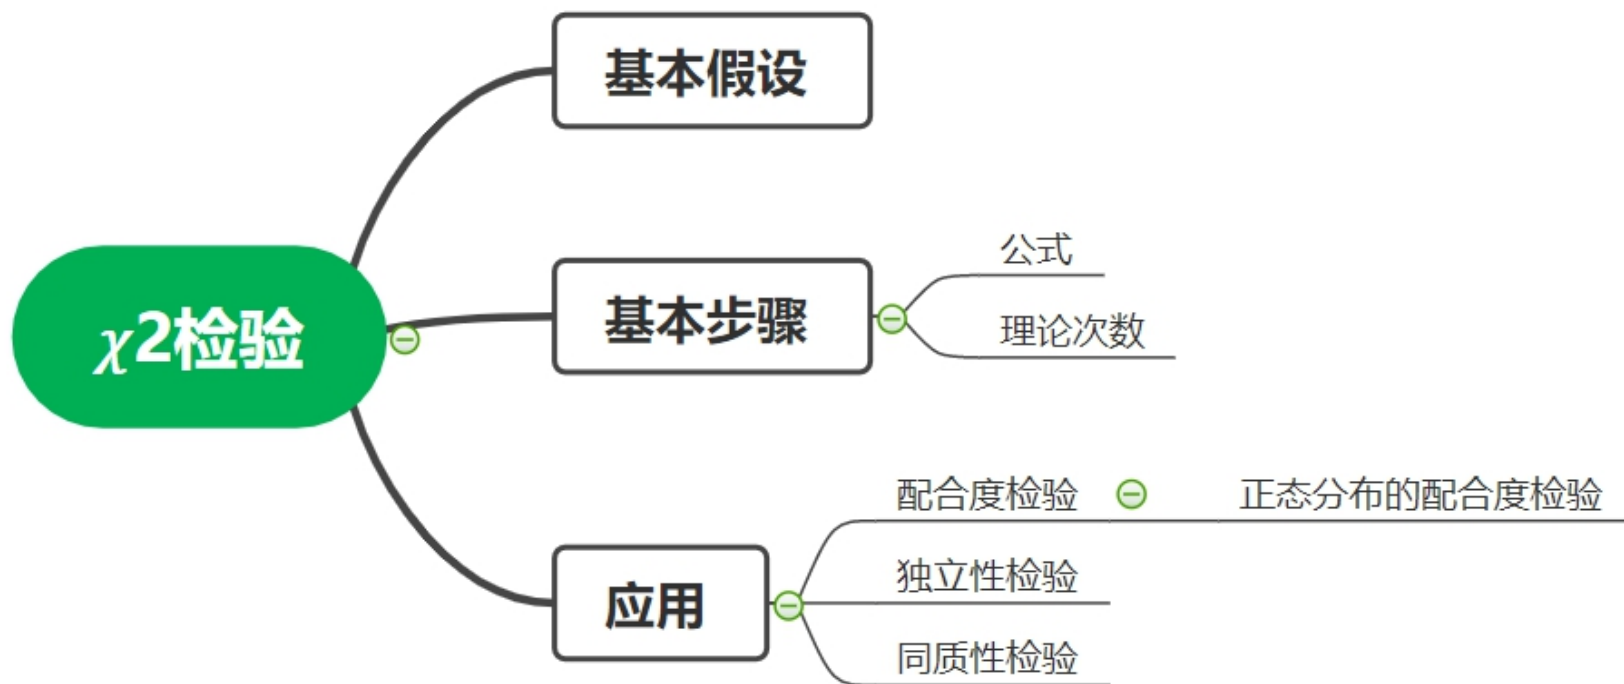 χ2检验
基本假设
基本步骤
公式
理论次数
应用
配合度检验
正态分布的配合度检验
独立性检验
同质性检验